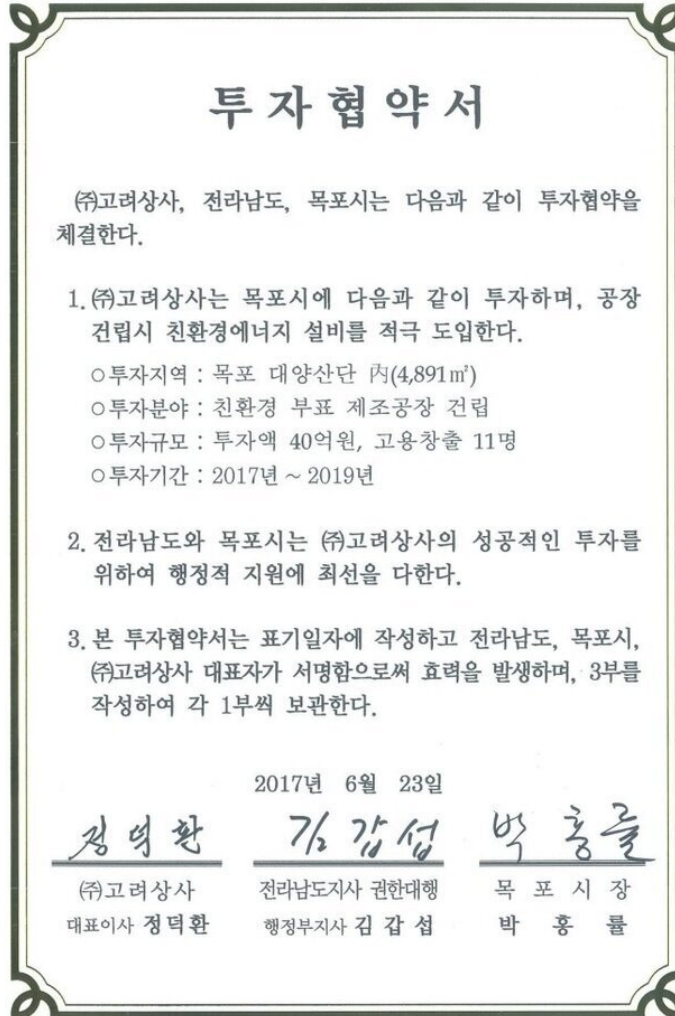 투자협약서
㈜고려상사, 전라남도, 목포시는 다음과 같이 투자협약을
체결한다.
1. ㈜고려상사는 목포시에 다음과 같이 투자하며, 공장
건립시 친환경에너지 설비를 적극 도입한다.
○투자지역 : 목포 대양산단 內(4,891㎡)
○투자분야 : 친환경 부표 제조공장 건립
○투자규모 : 투자액 40억원, 고용창출 11명
○투자기간 : 2017년 ~ 2019년
2. 전라남도와 목포시는 ㈜고려상사의 성공적인 투자를
위하여 행정적 지원에 최선을 다한다.
3. 본 투자협약서는 표기일자에 작성하고 전라남도, 목포시,
㈜고려상사 대표자가 서명함으로써 효력을 발생하며, 3부를
작성하여 각 1부씩 보관한다.
2017년 6월 23일
정덕환 김갑섭 박홍률
㈜고려상사 전라남도지사 권한대행 목 포 시 장
대표이사 정덕환 행정부지사 김 갑 섭 박 홍 률